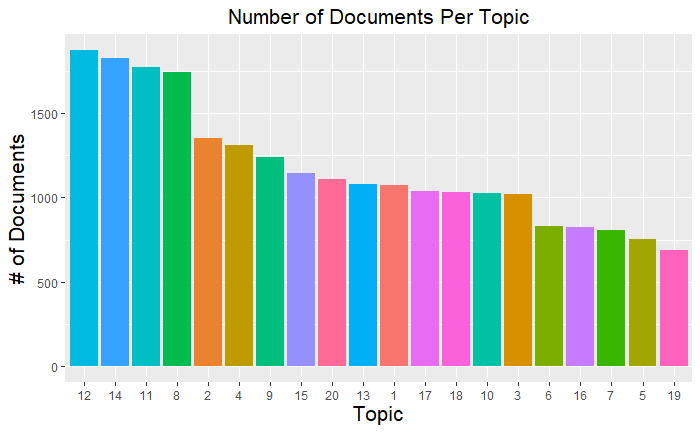 Number of Documents Per Topic
# of Documents
1500
1000
500
0
12 14 11 8 2 4 9 15 20 13 1 17 18 10 3 6 16 7 5 19
Topic